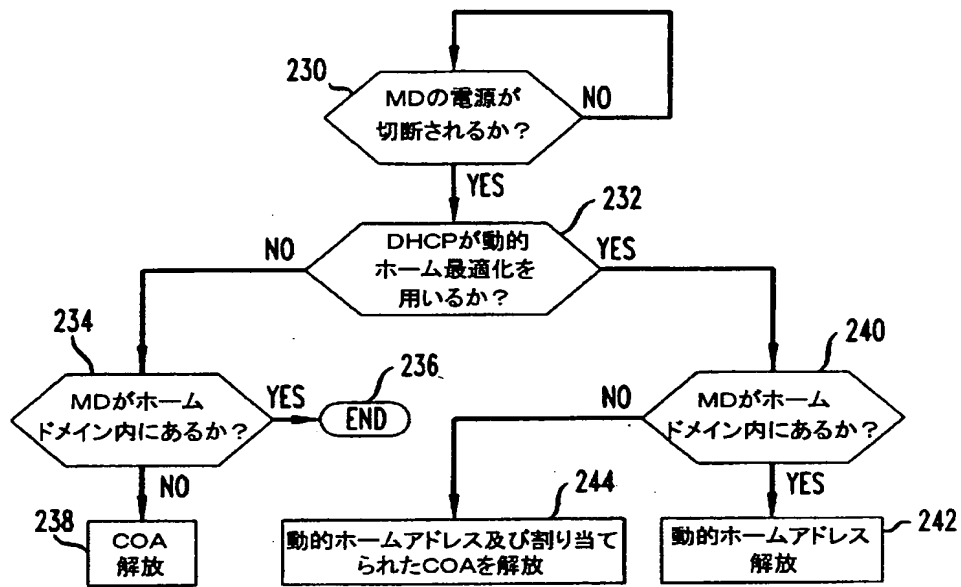 230
MDの電源が
切断されるか？
NO
YES
232
DHCPが動的
ホーム最適化を
用いるか？
NO
YES
234
MDがホーム
ドメイン内にあるか？
YES
236
END
NO
238
COA
解放
240
MDがホーム
ドメイン内にあるか？
NO
YES
244
動的ホームアドレス及び割り当て
られたCOAを解放
動的ホームアドレス
解放
242